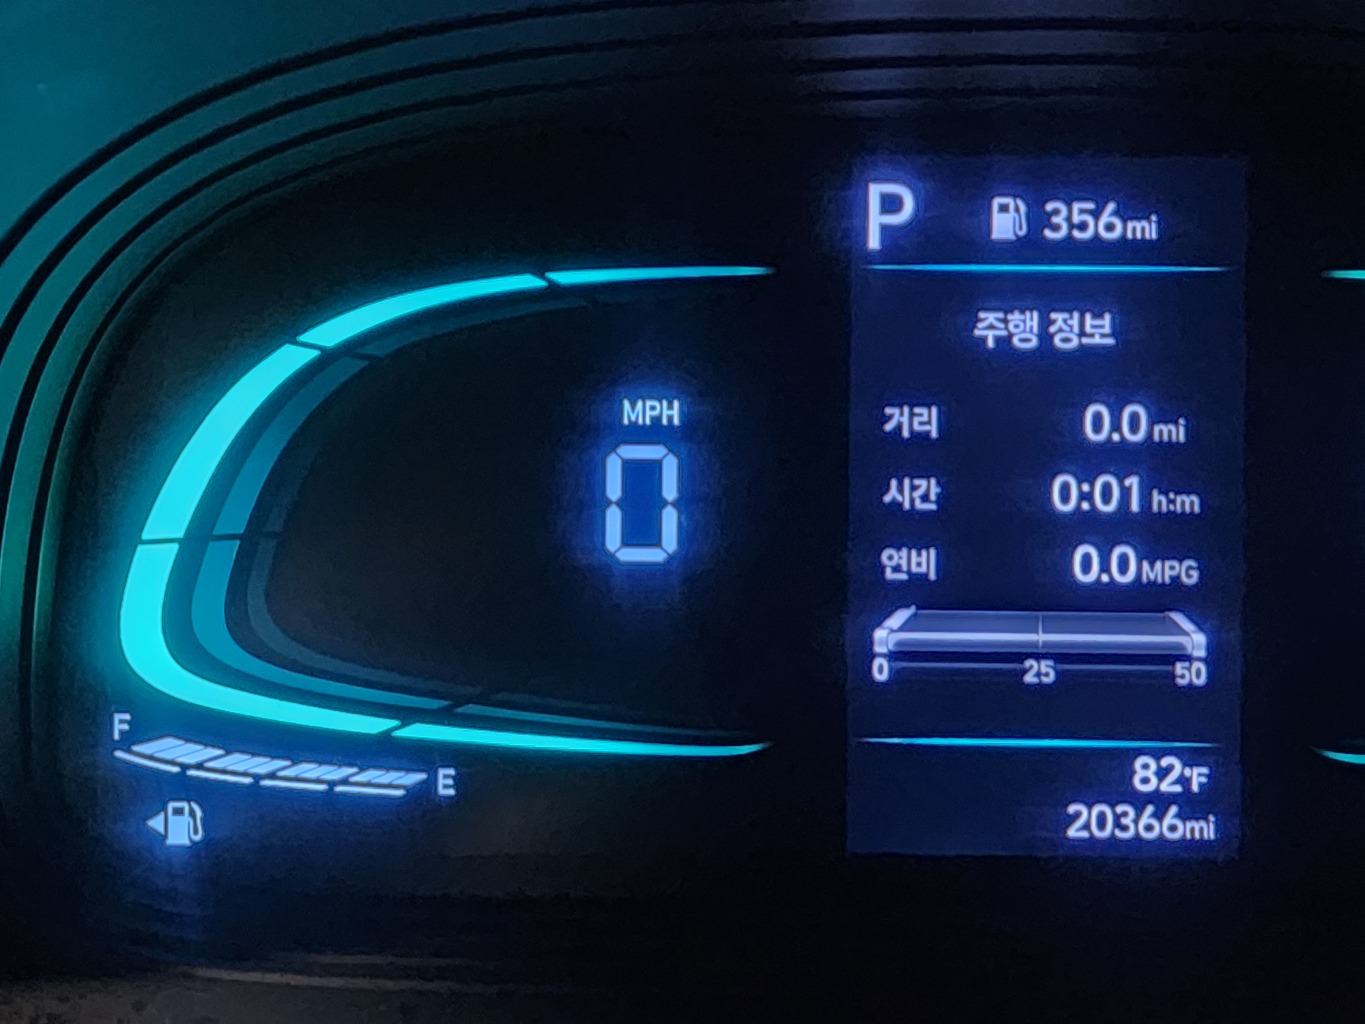 P 356mi
주행 정보
MPH
0
거리 0.0mi
시간 0:01 h:m
연비 0.0MPG
0 25 50
F E
82°F
20366mi